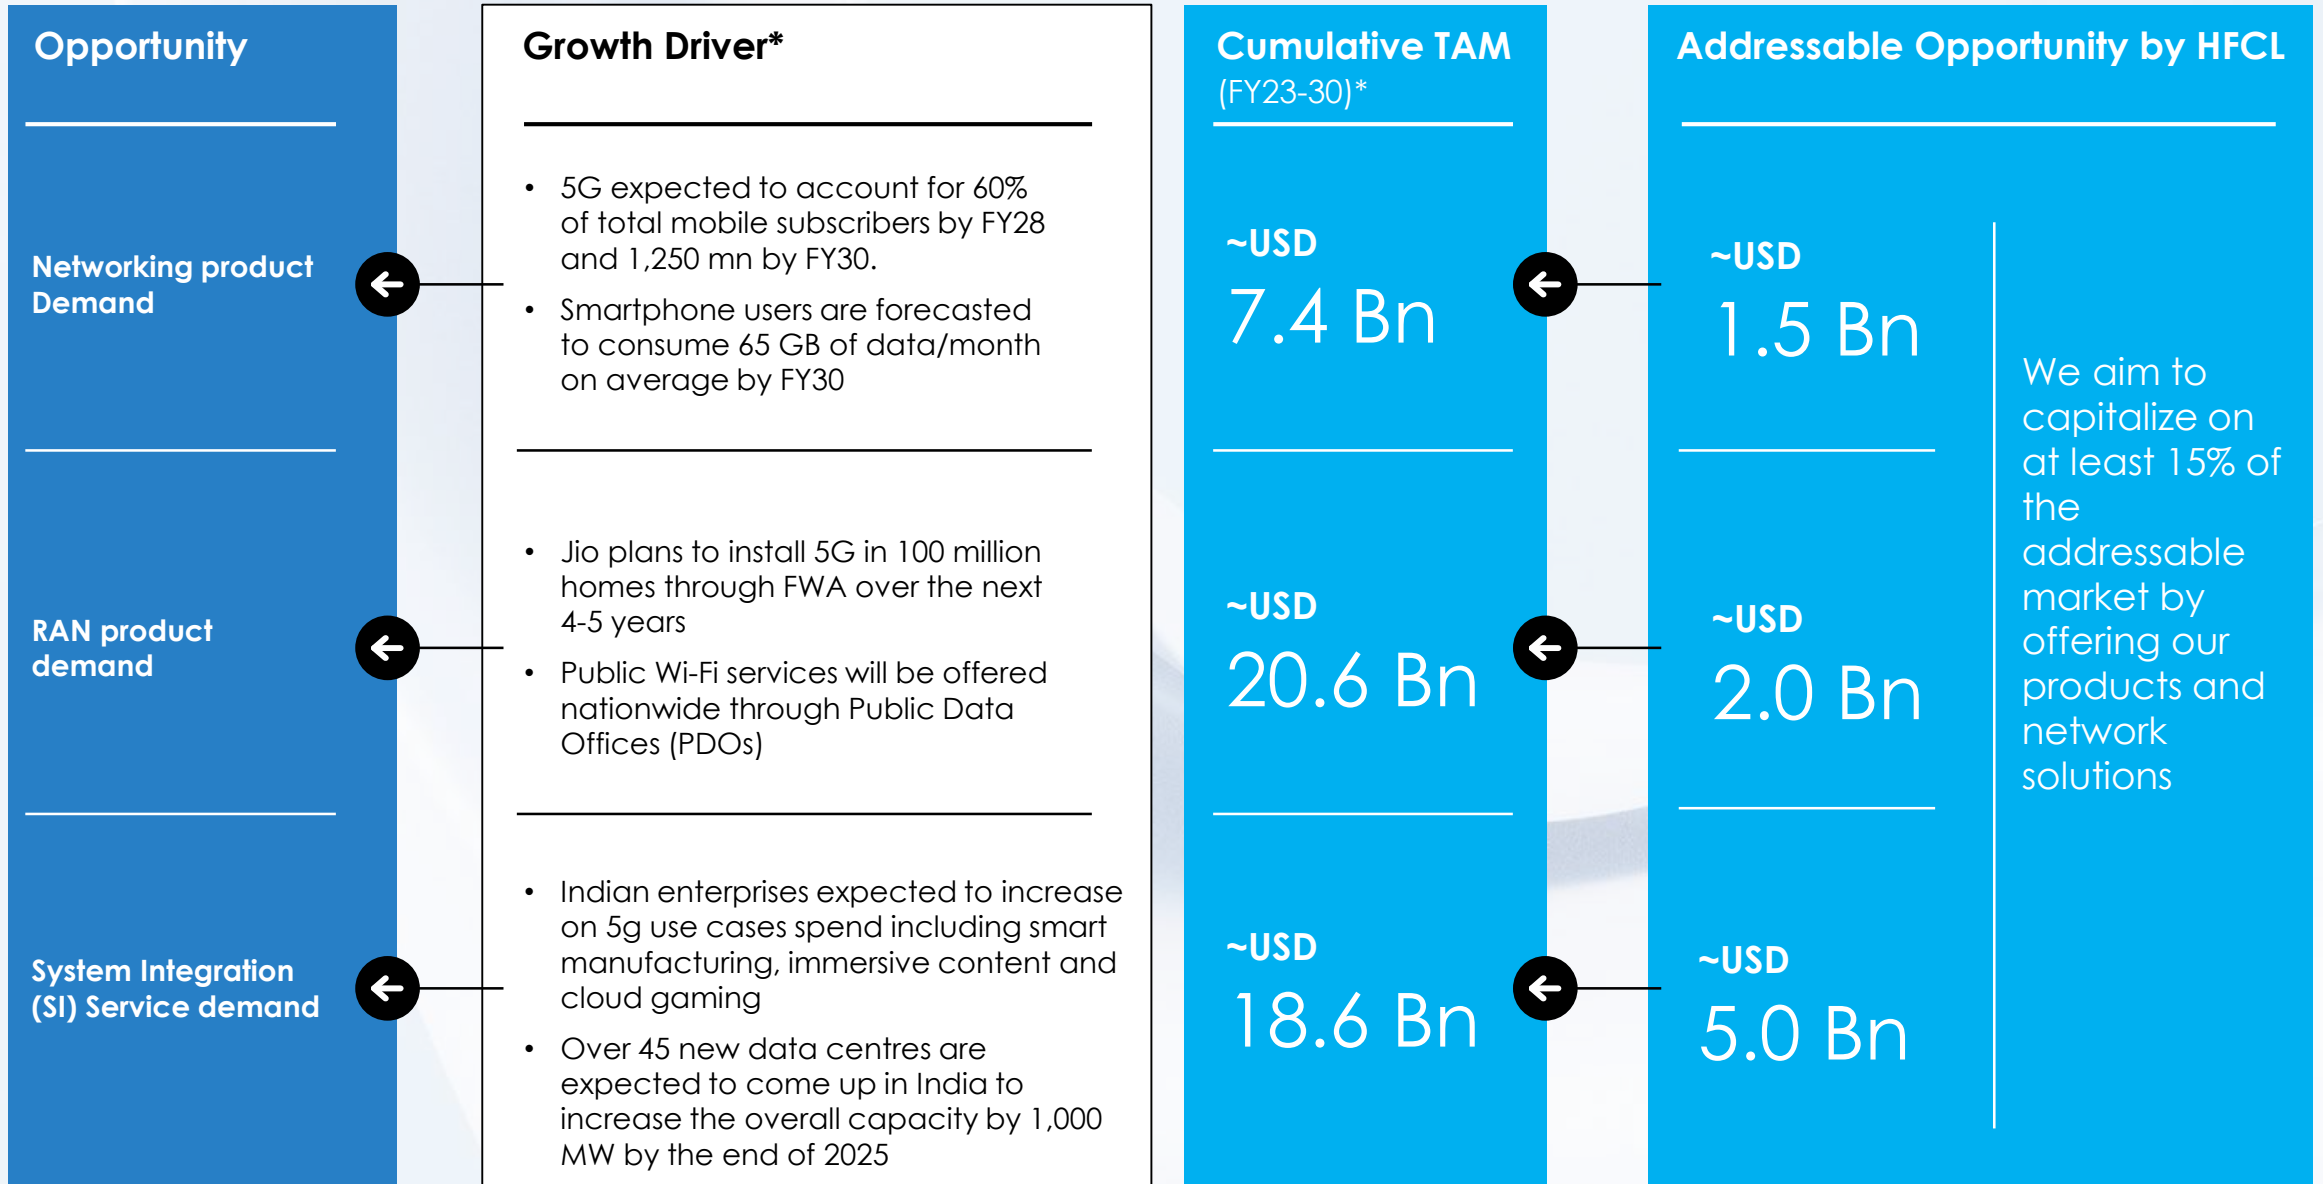 Opportunity
Growth Driver*
Cumulative TAM
(FY23-30)*
Addressable Opportunity by HFCL
Networking product
Demand
• 5G expected to account for 60%
of total mobile subscribers by FY28
and 1,250 mn by FY30.
• Smartphone users are forecasted
to consume 65 GB of data/month
on average by FY30
~USD
7.4 Bn
~USD
1.5 Bn
RAN product
demand
• Jio plans to install 5G in 100 million
homes through FWA over the next
4-5 years
• Public Wi-Fi services will be offered
nationwide through Public Data
Offices (PDOs)
~USD
20.6 Bn
~USD
2.0 Bn
System Integration
(SI) Service demand
• Indian enterprises expected to increase
on 5g use cases spend including smart
manufacturing, immersive content and
cloud gaming
• Over 45 new data centres are
expected to come up in India to
increase the overall capacity by 1,000
MW by the end of 2025
~USD
18.6 Bn
~USD
5.0 Bn
We aim to
capitalize on
at least 15% of
the
addressable
market by
offering our
products and
network
solutions